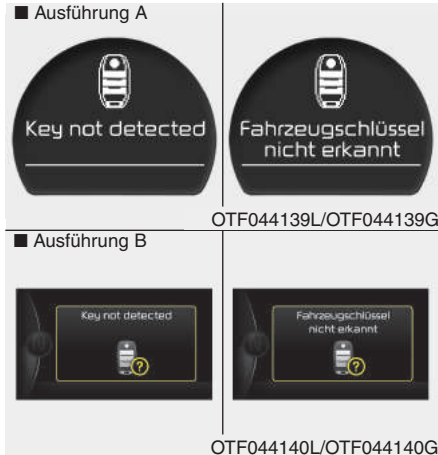 ■ Ausführung A
Key not detected
Fahrzeugschlüssel
nicht erkannt
OTF044139L/OTF044139G
■ Ausführung B
Key not detected
?
Fahrzeugschlüssel
nicht erkannt
?
OTF044140L/OTF044140G